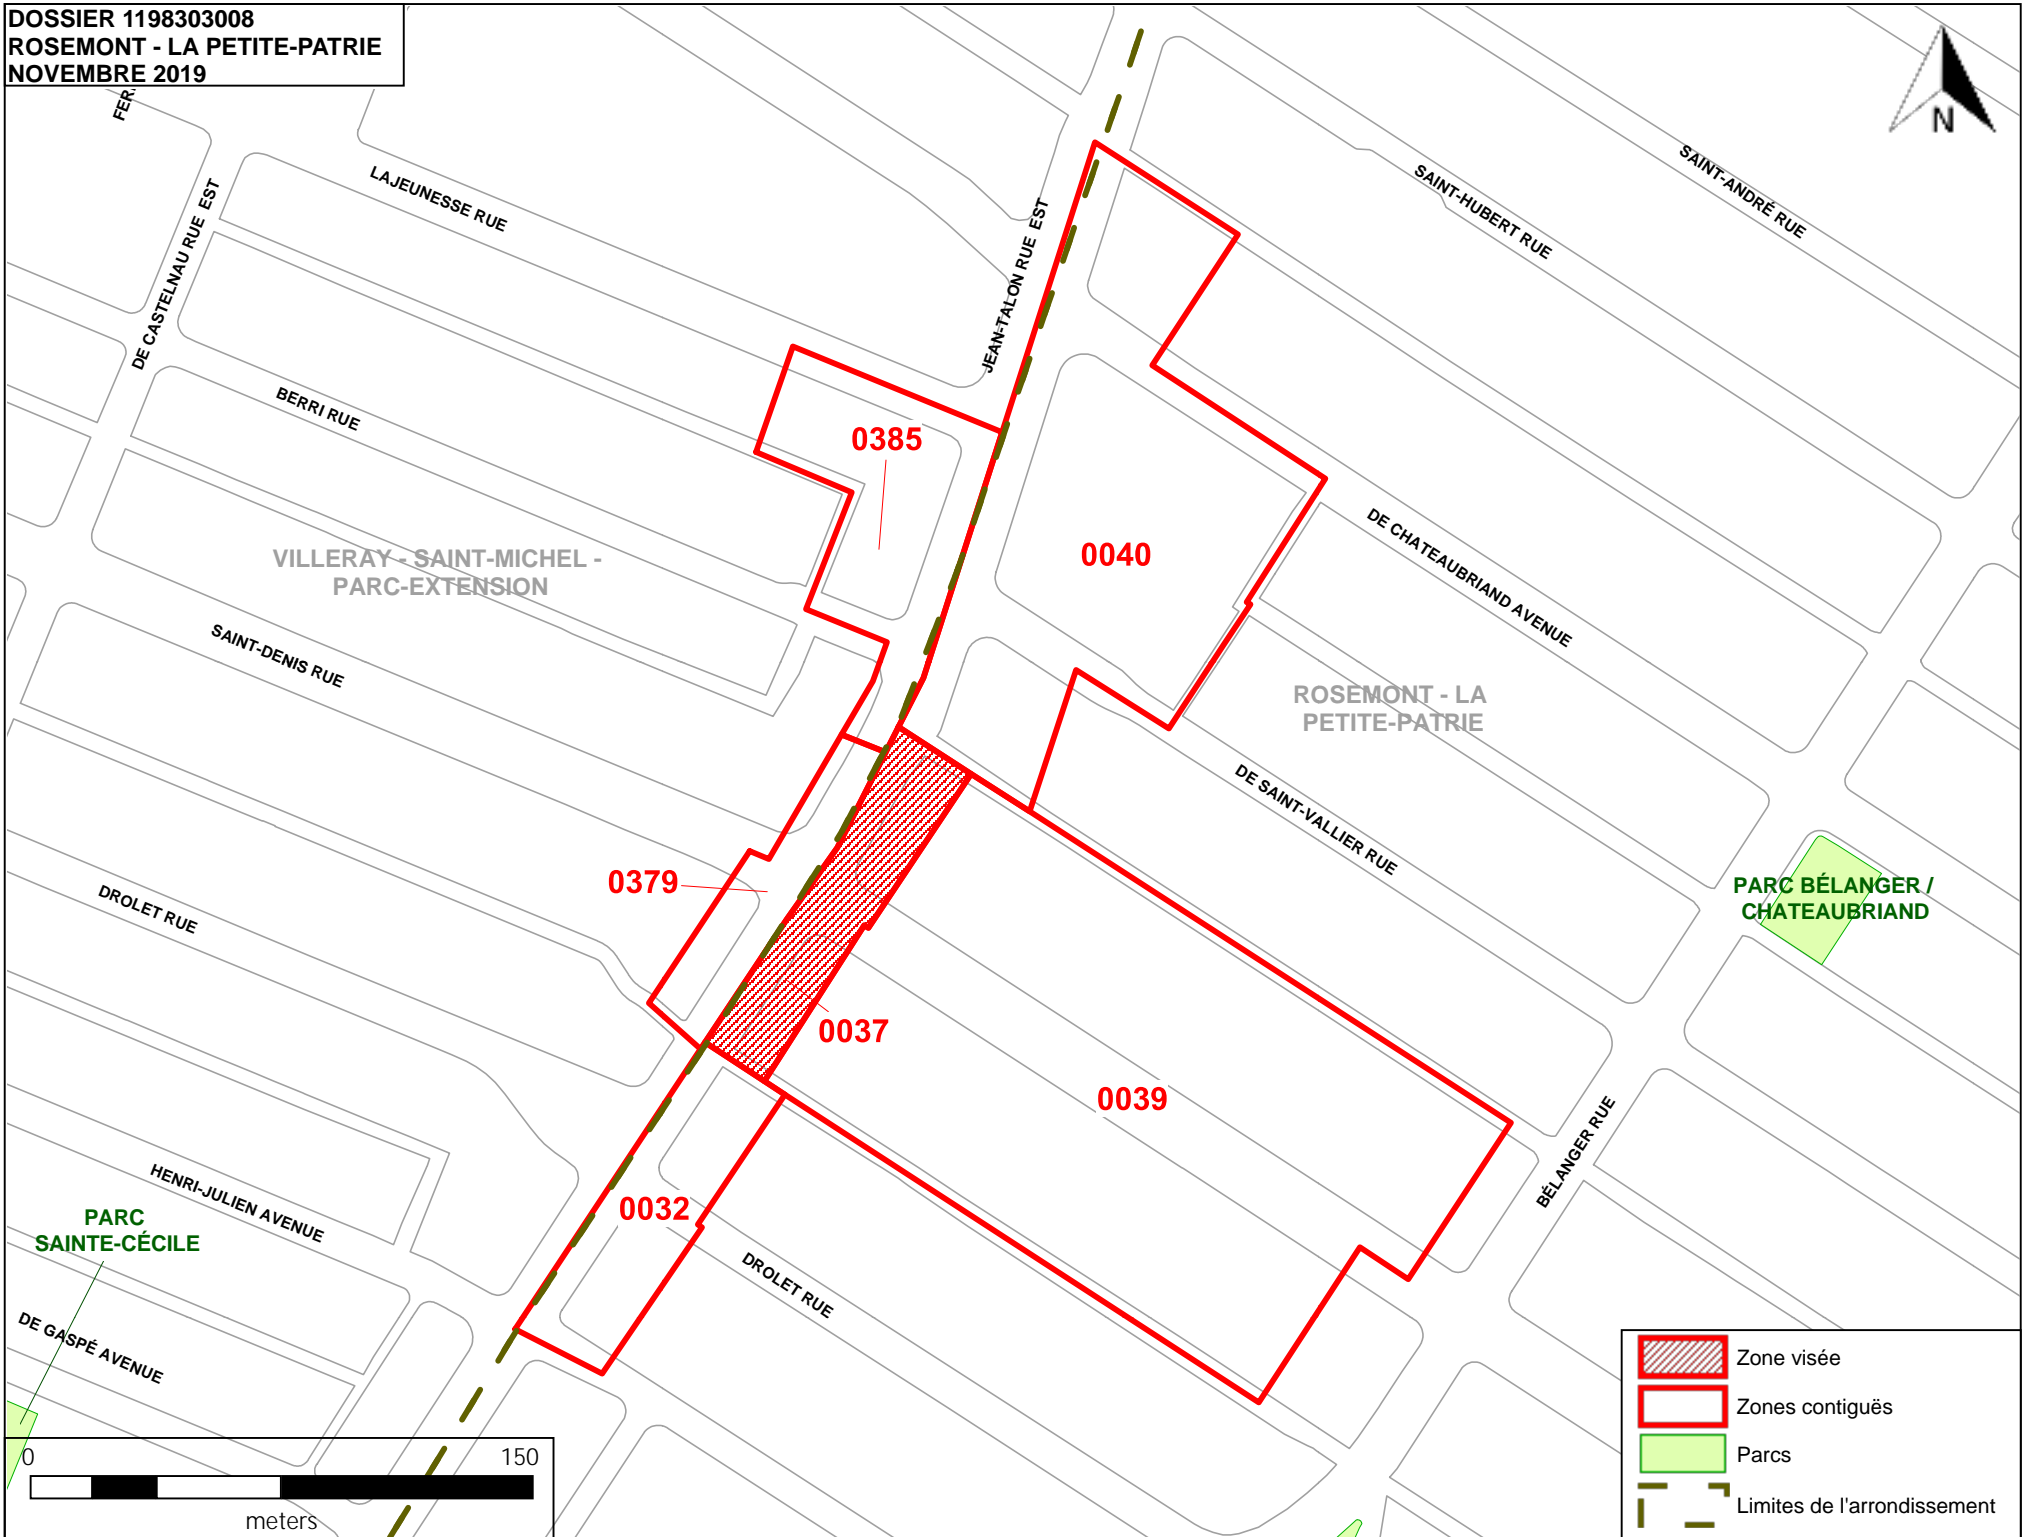 DOSSIER 1198303008
ROSEMONT - LA PETITE-PATRIE
NOVEMBRE 2019
N
LAJEUNESSE RUE
DE CASTELNAU RUE  EST
JEAN-TALON RUE  EST
SAINT-HUBERT RUE
SAINT-ANDRÉ RUE
BERRI RUE
0385
0040
VILLERAY - SAINT-MICHEL -
PARC-EXTENSION
DE CHATEAUBRIAND AVENUE
SAINT-DENIS RUE
ROSEMONT - LA
PETITE-PATRIE
DE SAINT-VALLIER RUE
0379
DROLET RUE
PARC BÉLANGER /
CHATEAUBRIAND
0037
0039
BÉLANGER RUE
HENRI-JULIEN AVENUE
0032
PARC
SAINTE-CÉCILE
DROLET RUE
DE GASPÉ AVENUE
0 150
meters
Zone visée
Zones contiguës
Parcs
Limites de l'arrondissement